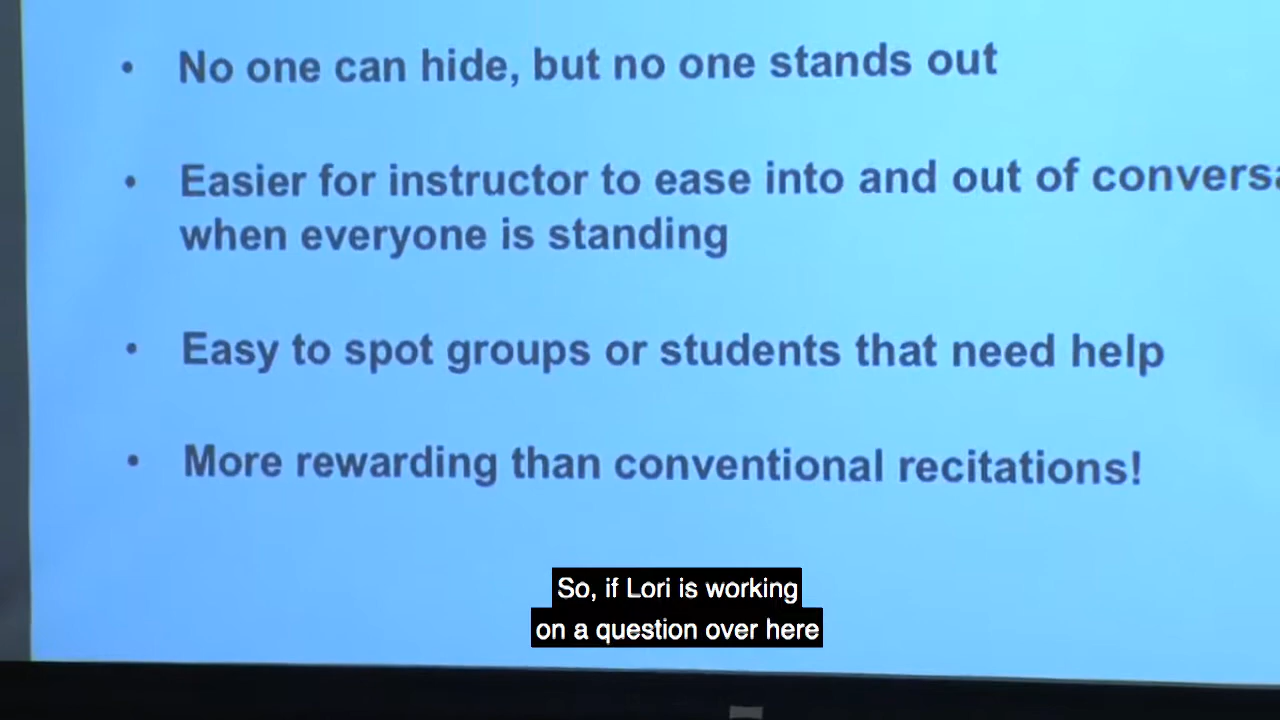 • No one can hide, but no one stands out
• Easier for instructor to ease into and out of
when everyone is standing
• Easy to spot groups or students that need help
• More rewarding than conventional recitations!
So, if Lori is working
on a question over here